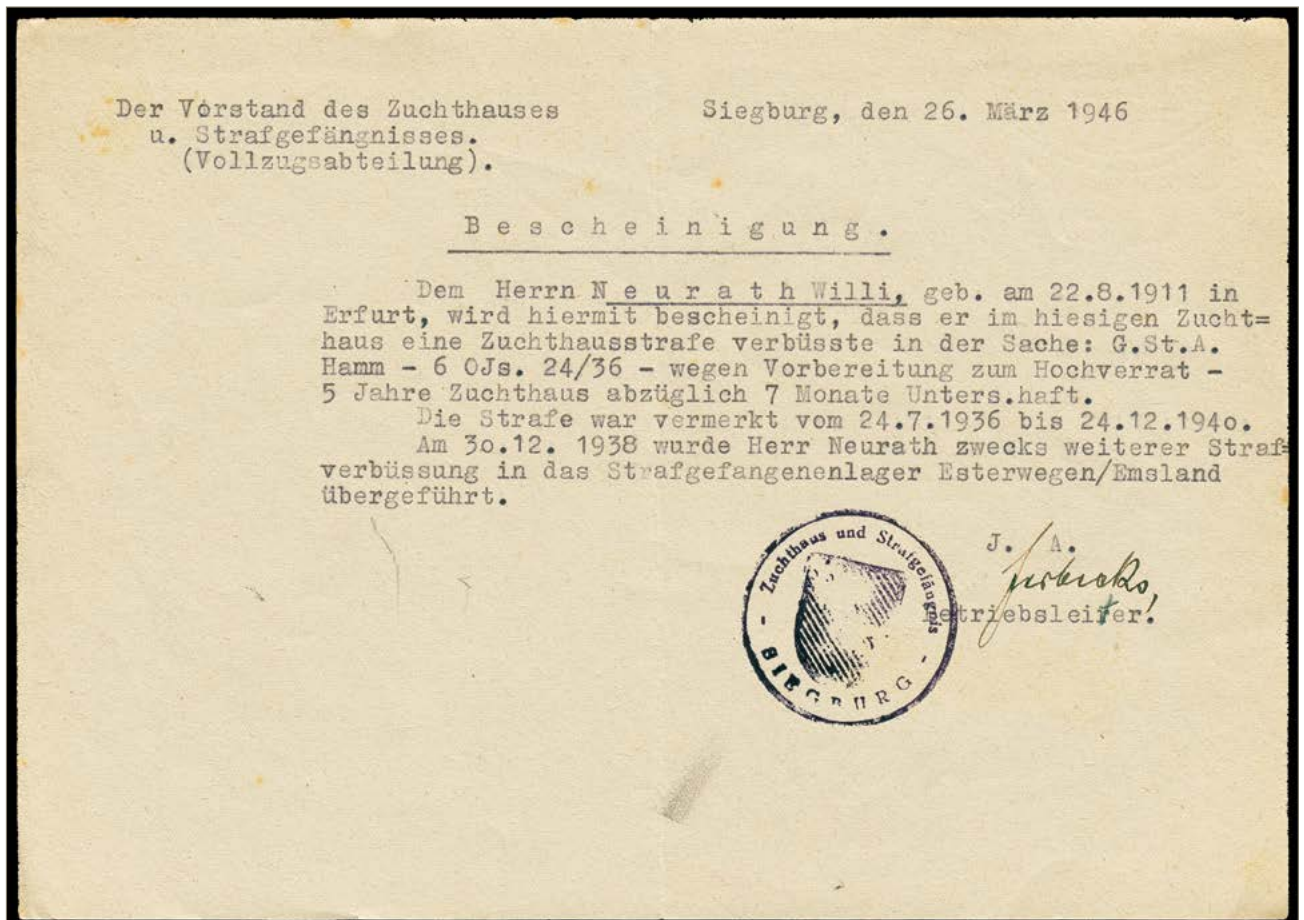 Der Vorstand des Zuchthauses
u. Strafgefängnisses.
(Vollzugsabteilung).
Siegburg, den 26. März 1946
Bescheinigung.
Dem Herrn Neurath Willi, geb. am 22.8.1911 in
Erfurt, wird hiermit bescheinigt, dass er im hiesigen Zucht=
haus eine Zuchthausstrafe verbüsste in der Sache: G.St.A.
Hamm - 6 OJs. 24/36 - wegen Vorbereitung zum Hochverrat -
5 Jahre Zuchthaus abzüglich 7 Monate Unters.haft.
Die Strafe war vermerkt vom 24.7.1936 bis 24.12.194o.
Am 3o.12. 1938 wurde Herr Neurath zwecks weiterer Straf=
verbüssung in das Strafgefangenenlager Esterwegen/Emsland
übergeführt.
J. A.
Betriebsleiter!
Zuchthaus und Strafgefängnis
- SIEGBURG -